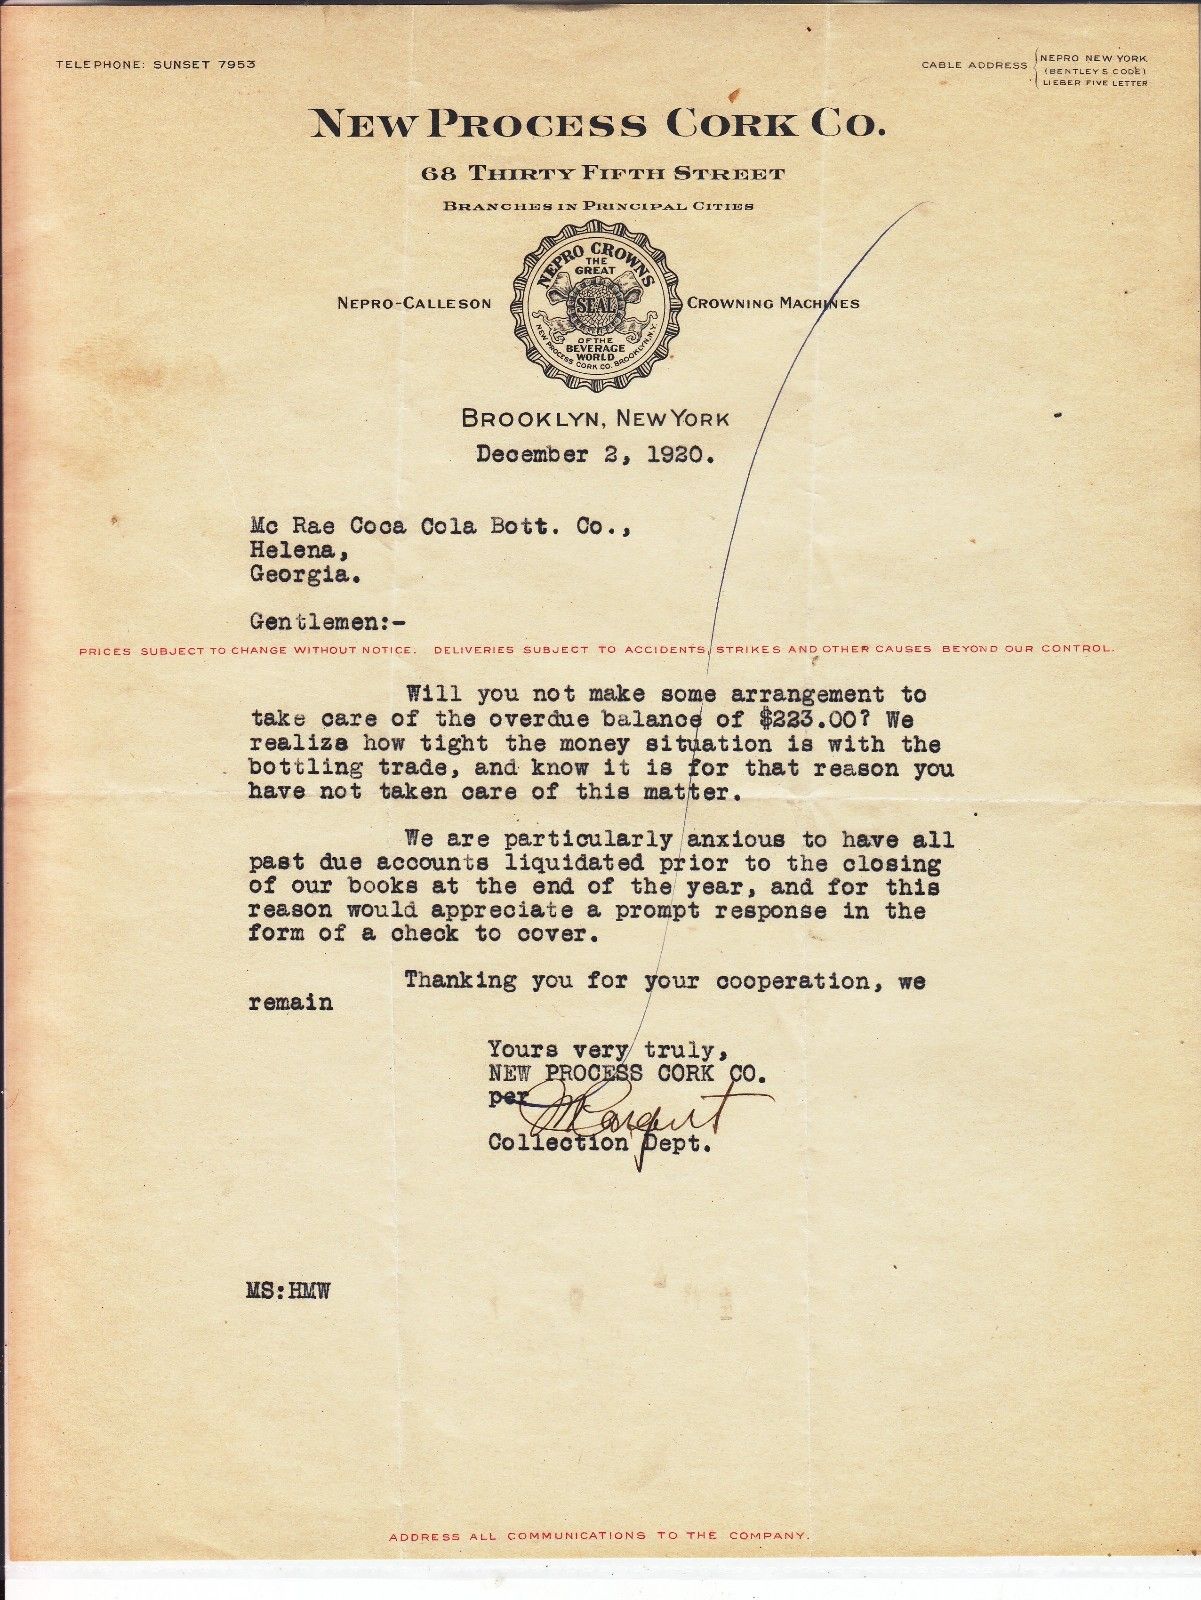 TELEPHONE: SUNSET 7953
CABLE ADDRESS
NEPRO NEW YORK
(BENTLEY'S CODE)
LIEBER FIVE LETTER
NEW PROCESS CORK CO.
68 THIRTY FIFTH STREET
BRANCHES IN PRINCIPAL CITIES
NEPRO CROWNS
THE
GREAT
SEAL
OF THE
BEVERAGE
WORLD
NEW PROCESS CORK CO. BROOKLYN, N.Y.
NEPRO-CALLESON CROWNING MACHINES
BROOKLYN, NEW YORK
December 2, 1920.
Mc Rae Coca Cola Bott. Co.,
Helena,
Georgia.
Gentlemen:-
PRICES SUBJECT TO CHANGE WITHOUT NOTICE. DELIVERIES SUBJECT TO ACCIDENTS, STRIKES AND OTHER CAUSES BEYOND OUR CONTROL.
Will you not make some arrangement to
take care of the overdue balance of $223.00? We
realize how tight the money situation is with the
bottling trade, and know it is for that reason you
have not taken care of this matter.
We are particularly anxious to have all
past due accounts liquidated prior to the closing
of our books at the end of the year, and for this
reason would appreciate a prompt response in the
form of a check to cover.
Thanking you for your cooperation, we
remain
Yours very truly,
NEW PROCESS CORK CO.
per
Collection Dept.
MS:HMW
ADDRESS ALL COMMUNICATIONS TO THE COMPANY.